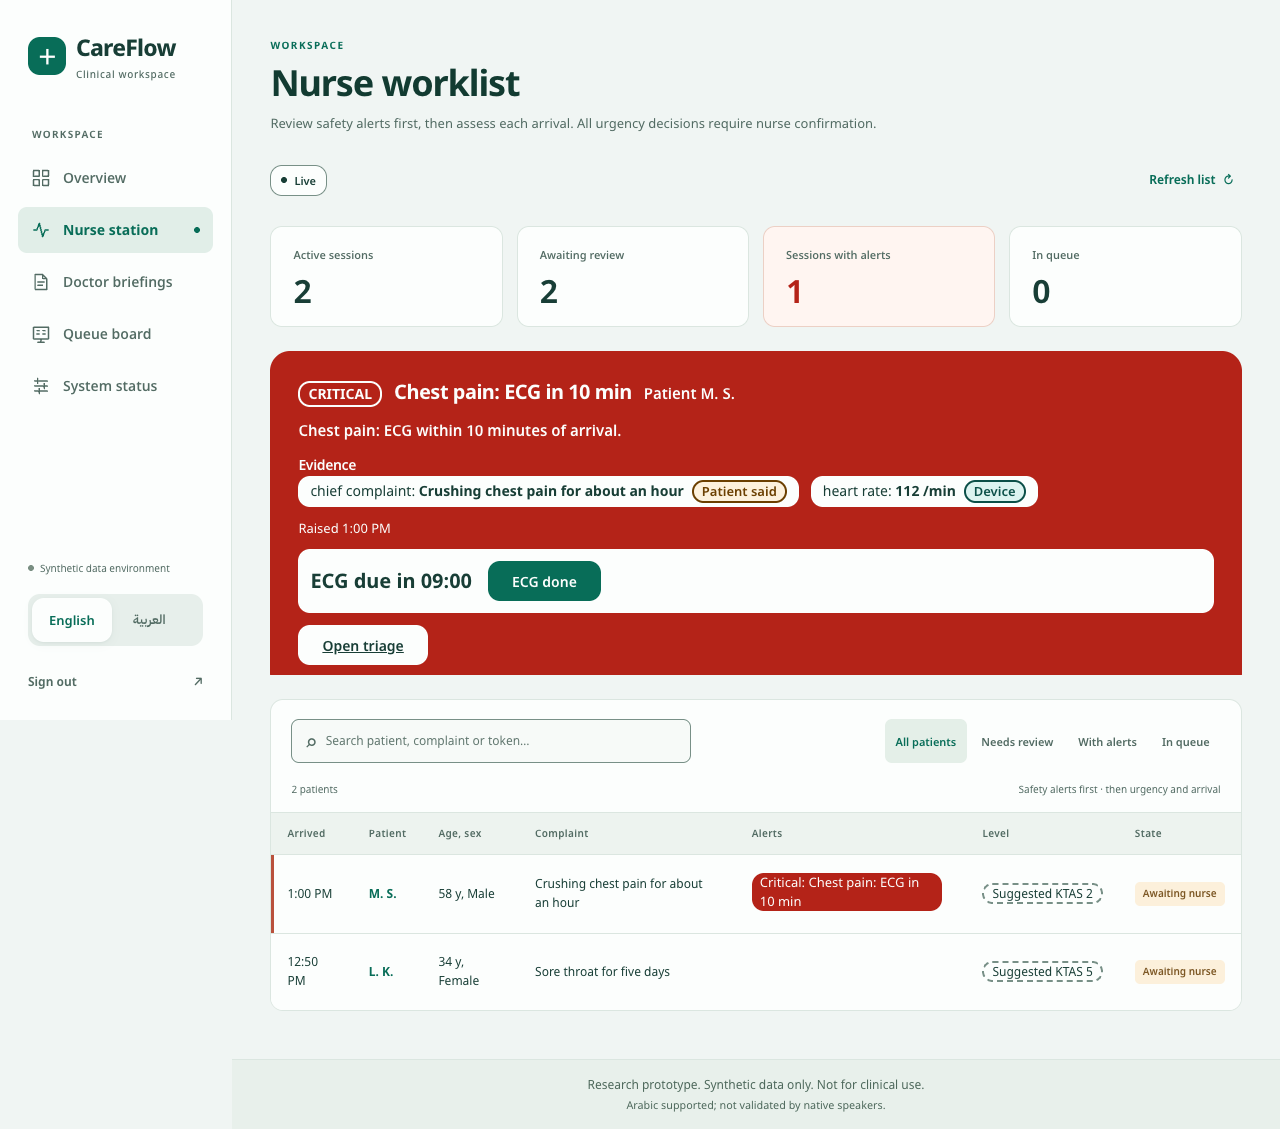 CareFlow
Clinical workspace
WORKSPACE
Overview
Nurse station
Doctor briefings
Queue board
System status
Synthetic data environment
English
العربية
Sign out
WORKSPACE
Nurse worklist
Review safety alerts first, then assess each arrival. All urgency decisions require nurse confirmation.
Live
Refresh list
Active sessions
2
Awaiting review
2
Sessions with alerts
1
In queue
0
CRITICAL Chest pain: ECG in 10 min Patient M. S.
Chest pain: ECG within 10 minutes of arrival.
Evidence
chief complaint: Crushing chest pain for about an hour Patient said heart rate: 112 /min Device
Raised 1:00 PM
ECG due in 09:00 ECG done
Open triage
Search patient, complaint or token...
All patients Needs review With alerts In queue
2 patients Safety alerts first · then urgency and arrival
Arrived Patient Age, sex Complaint Alerts Level State
1:00 PM M. S. 58 y, Male
Crushing chest pain for about
an hour
Critical: Chest pain: ECG in
10 min
Suggested KTAS 2
Awaiting nurse
12:50
PM
L. K.
34 y,
Female
Sore throat for five days
Suggested KTAS 5
Awaiting nurse
Research prototype. Synthetic data only. Not for clinical use.
Arabic supported; not validated by native speakers.